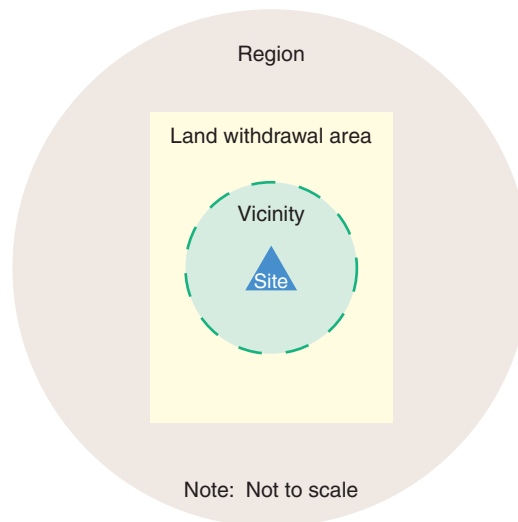 Region
Land withdrawal area
Vicinity
Site
Note:  Not to scale